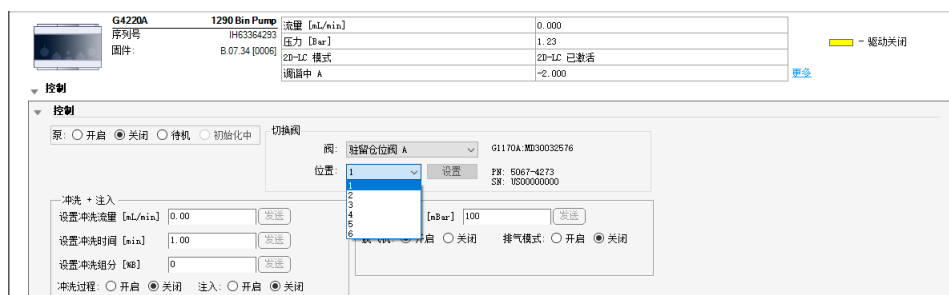 G4220A 1290 Bin Pump
序列号 IH63364293
固件: B.07.34 [0006]
流量 [mL/min] 0.000
压力 [Bar] 1.23
2D-LC 模式 2D-LC 已激活
调谐中 A -2.000
更多
- 驱动关闭
控制
控制
泵: 开启 关闭 待机 初始化中
切换阀
阀: 驻留仓位阀 A G1170A:MD30032576
位置: 1 设置 PN: 5067-4273
SN: US00000000
1
2
3
4
5
6
冲洗 + 注入
设置冲洗流量 [mL/min] 0.00 发送
设置冲洗时间 [min] 1.00 发送
设置冲洗组分 [%B] 0 发送
冲洗过程: 开启 关闭 注入: 开启 关闭
[mBar] 100 发送
开启 关闭 排气模式: 开启 关闭